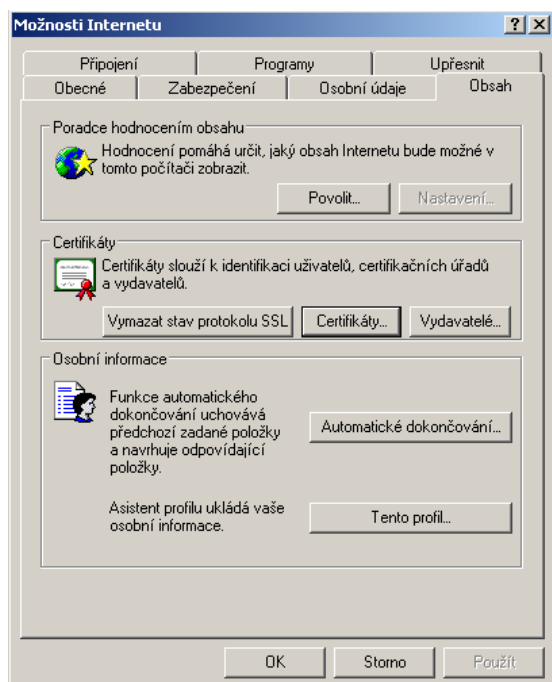 Možnosti Internetu
Připojení Programy Upřesnit
Obecné Zabezpečení Osobní údaje Obsah
Poradce hodnocením obsahu
Hodnocení pomáhá určit, jaký obsah Internetu bude možné v
tomto počítači zobrazit.
Povolit... Nastavení...
Certifikáty
Certifikáty slouží k identifikaci uživatelů, certifikačních úřadů
a vydavatelů.
Vymazat stav protokolu SSL Certifikáty... Vydavatelé...
Osobní informace
Funkce automatického
dokončování uchovává
předchozí zadané položky
a navrhuje odpovídající
položky.
Automatické dokončování...
Asistent profilu ukládá vaše
osobní informace.
Tento profil...
OK Storno Použít